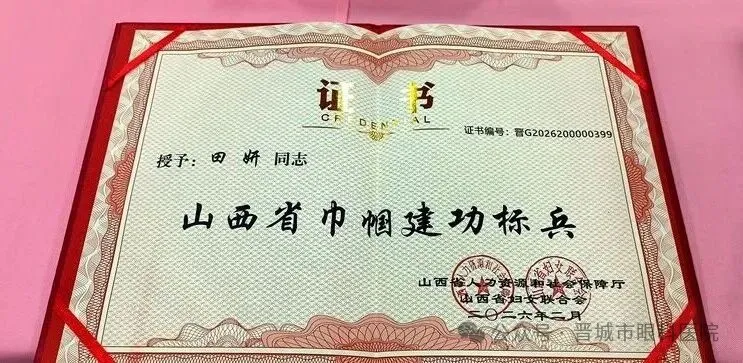 证书
CREDENTIAL
证书编号：晋G2026200000399
授予：田妍 同志
山西省巾帼建功标兵
山西省人力资源和社会保障厅
山西省妇女联合会
二〇二六年二月
公众号 · 晋城市眼科医院